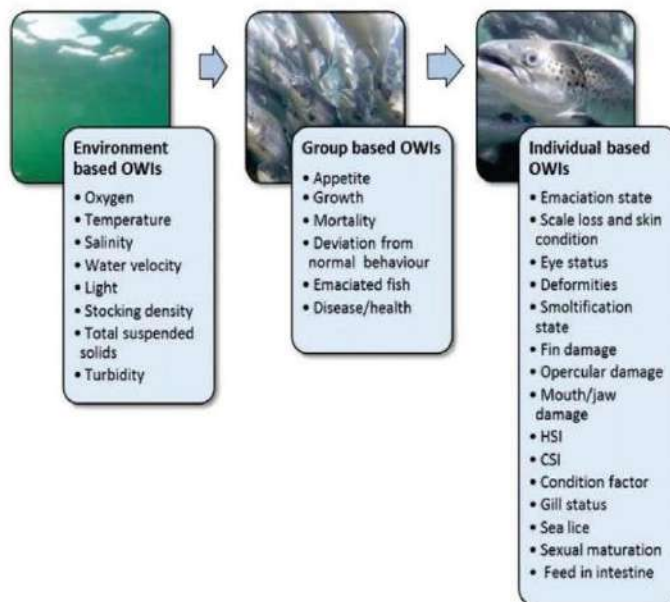 Environment
based OWIs
• Oxygen
• Temperature
• Salinity
• Water velocity
• Light
• Stocking density
• Total suspended
solids
• Turbidity
Group based OWIs
• Appetite
• Growth
• Mortality
• Deviation from
normal behaviour
• Emaciated fish
• Disease/health
Individual based
OWIs
• Emaciation state
• Scale loss and skin
condition
• Eye status
• Deformities
• Smoltification
state
• Fin damage
• Opercular damage
• Mouth/jaw
damage
• HSI
• CSI
• Condition factor
• Gill status
• Sea lice
• Sexual maturation
• Feed in intestine